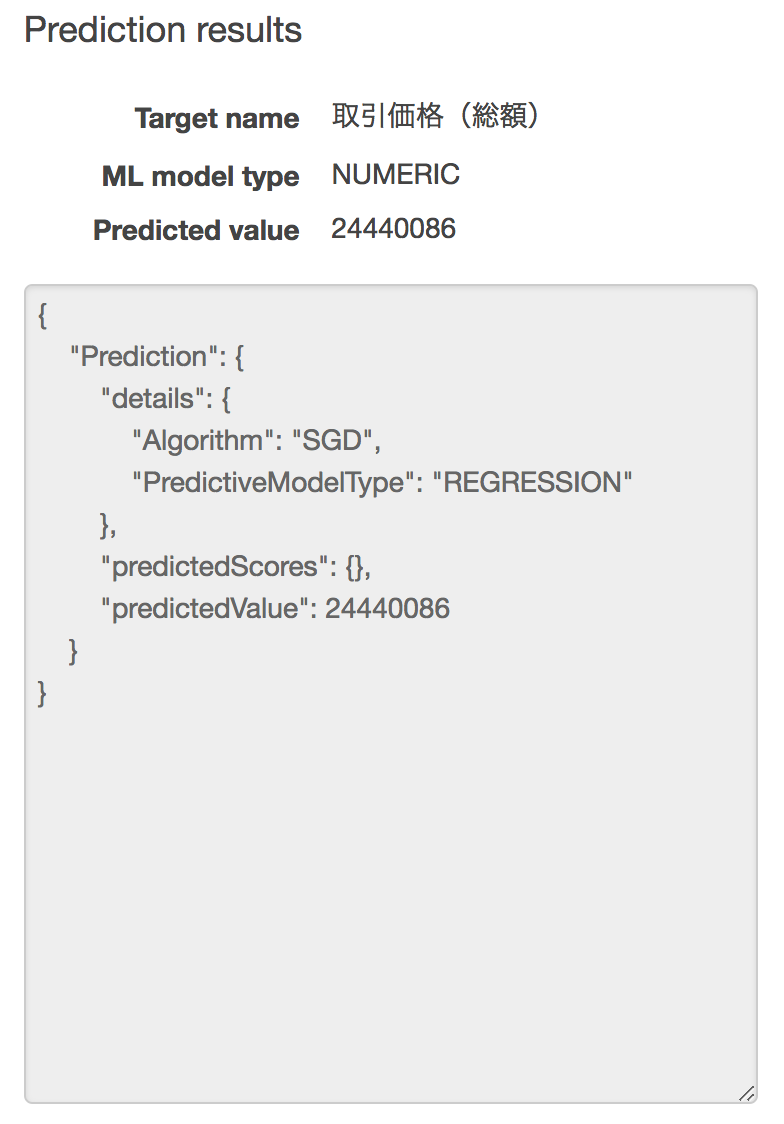 Prediction results
Target name 取引価格（総額）
ML model type NUMERIC
Predicted value 24440086
{
"Prediction": {
"details": {
"Algorithm": "SGD",
"PredictiveModelType": "REGRESSION"
},
"predictedScores": {},
"predictedValue": 24440086
}
}